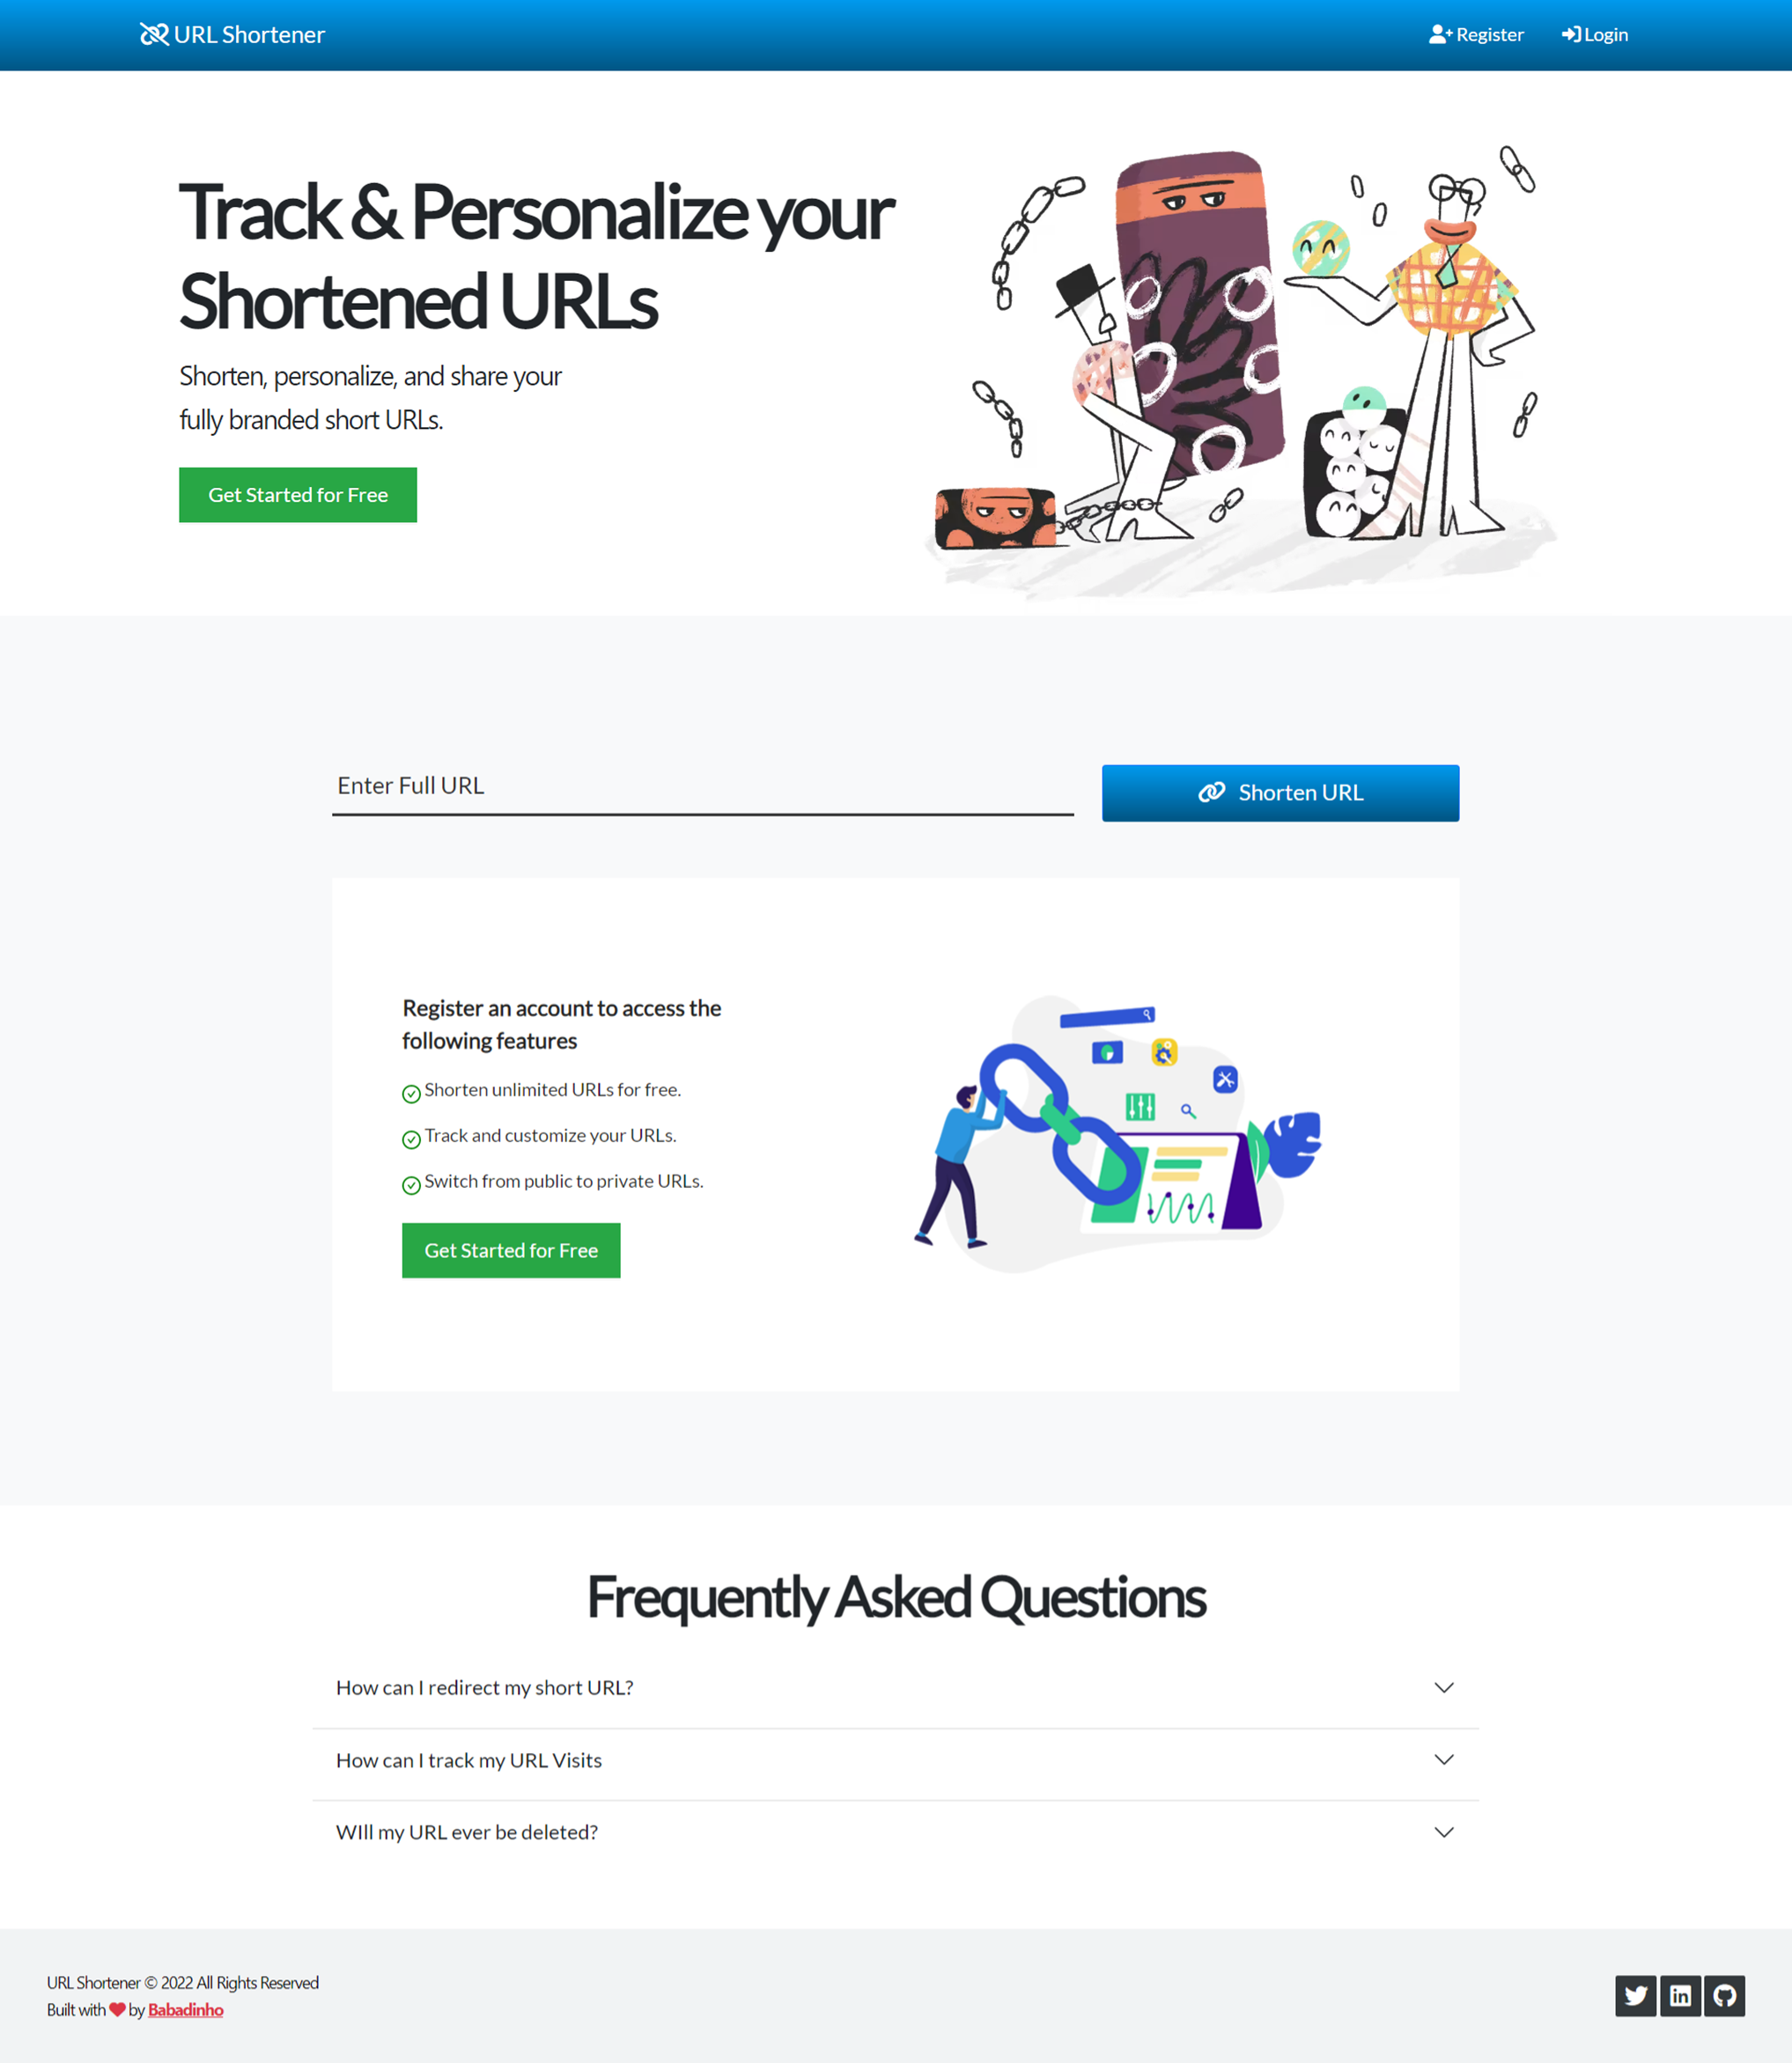 URL Shortener
Register
Login
Track & Personalize your
Shortened URLs
Shorten, personalize, and share your
fully branded short URLs.
Get Started for Free
Enter Full URL
Shorten URL
Register an account to access the
following features
Shorten unlimited URLs for free.
Track and customize your URLs.
Switch from public to private URLs.
Get Started for Free
Frequently Asked Questions
How can I redirect my short URL?
How can I track my URL Visits
WIll my URL ever be deleted?
URL Shortener © 2022 All Rights Reserved
Built with ❤ by Babadinho